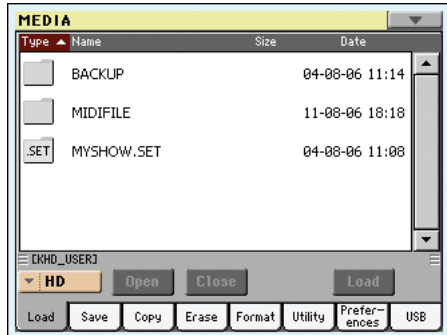 MEDIA
Type Name Size Date
BACKUP 04-08-06 11:14
MIDIFILE 11-08-06 18:18
.SET MYSHOW.SET 04-08-06 11:08
[KHD_USER]
HD Open Close Load
Load Save Copy Erase Format Utility Prefer-
ences USB